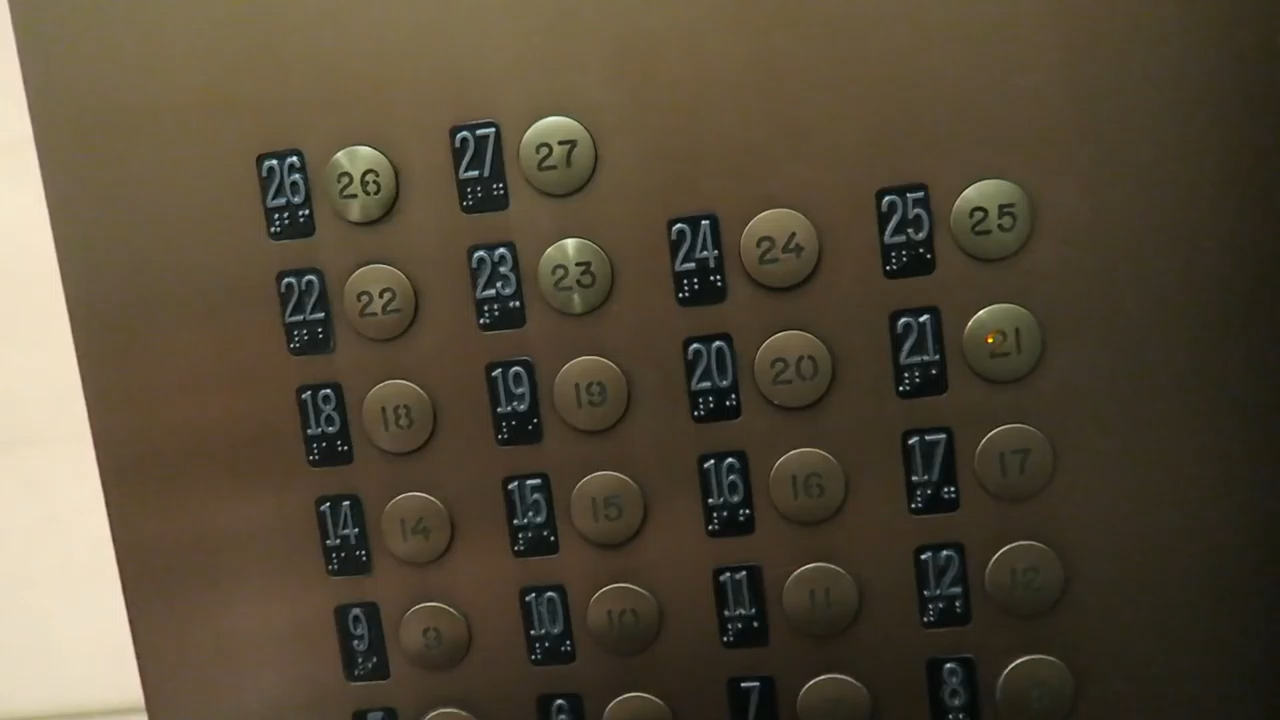 26 26 27 27
24 24 25 25
22 22 23 23
20 20 21 21
18 18 19 19
16 16 17 17
14 14 15 15
11 11 12 12
9 9 10 10
6 7 8